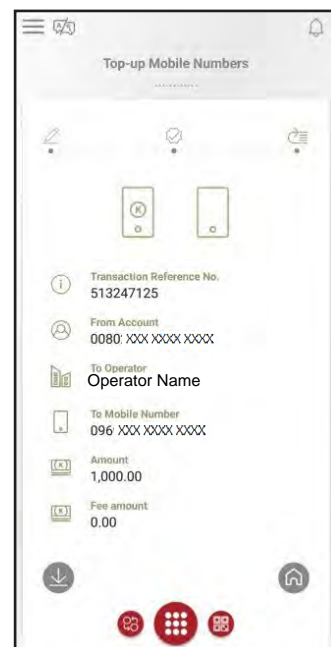 Top-up Mobile Numbers
Transaction Reference No.
513247125
From Account
0080 XXX XXXX XXXX
To Operator
Operator Name
To Mobile Number
096 XXX XXXX XXXX
Amount
1,000.00
Fee amount
0.00